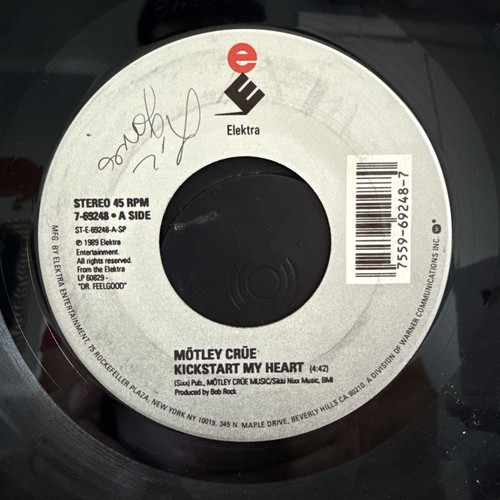 e
E
Elektra
STEREO 45 RPM
7-69248 • A SIDE
ST-E-69248-A-SP
℗ 1989 Elektra
Entertainment.
All rights reserved.
From the Elektra
LP 60829 -
"DR. FEELGOOD"
7559-69248-7
MÖTLEY CRÜE
KICKSTART MY HEART (4:42)
(Sixx) Pub., MÖTLEY CRÜE MUSIC/Sikki Nixx Music, BMI
Produced by Bob Rock
MFG. BY ELEKTRA ENTERTAINMENT, 75 ROCKEFELLER PLAZA, NEW YORK NY 10019, 345 N. MAPLE DRIVE, BEVERLY HILLS CA 90210, A DIVISION OF WARNER COMMUNICATIONS INC.